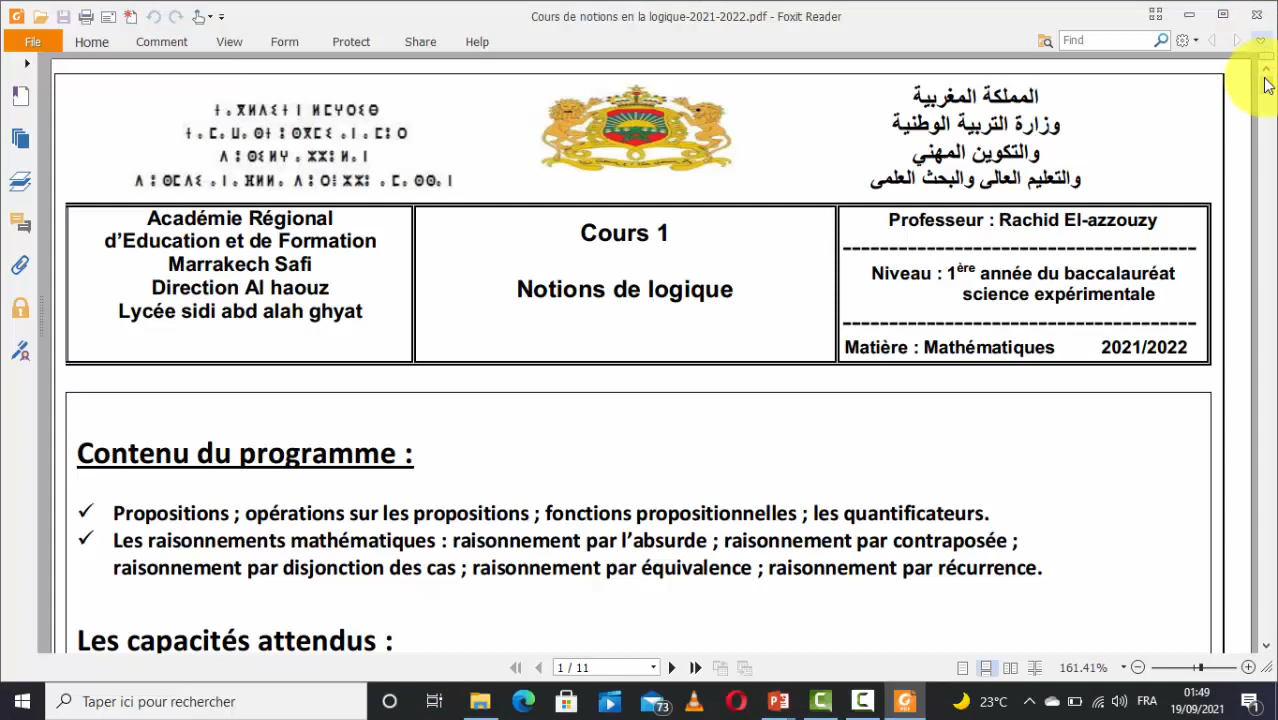 Cours de notions en la logique-2021-2022.pdf - Foxit Reader
File Home Comment View Form Protect Share Help
Find
المملكة المغربية
وزارة التربية الوطنية
والتكوين المهني
والتعليم العالي والبحث العلمي
Académie Régional
d’Education et de Formation
Marrakech Safi
Direction Al haouz
Lycée sidi abd alah ghyat
Cours 1
Notions de logique
Professeur : Rachid El-azzouzy
Niveau : 1ère année du baccalauréat
science expérimentale
Matière : Mathématiques 2021/2022
Contenu du programme :
✓ Propositions ; opérations sur les propositions ; fonctions propositionnelles ; les quantificateurs.
✓ Les raisonnements mathématiques : raisonnement par l’absurde ; raisonnement par contraposée ;
raisonnement par disjonction des cas ; raisonnement par équivalence ; raisonnement par récurrence.
Les capacités attendus :
1 / 11
161.41%
Taper ici pour rechercher
73
23°C
FRA
01:49
19/09/2021
1